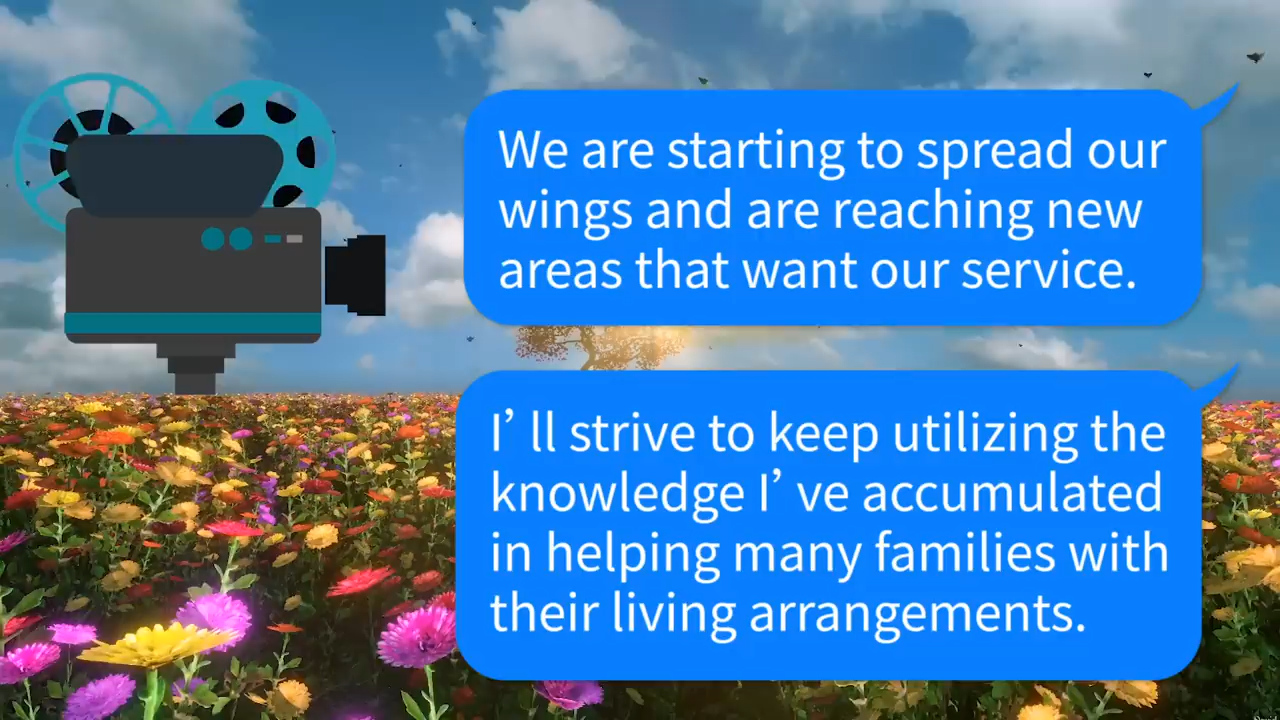 We are starting to spread our
wings and are reaching new
areas that want our service.
I’ ll strive to keep utilizing the
knowledge I’ ve accumulated
in helping many families with
their living arrangements.